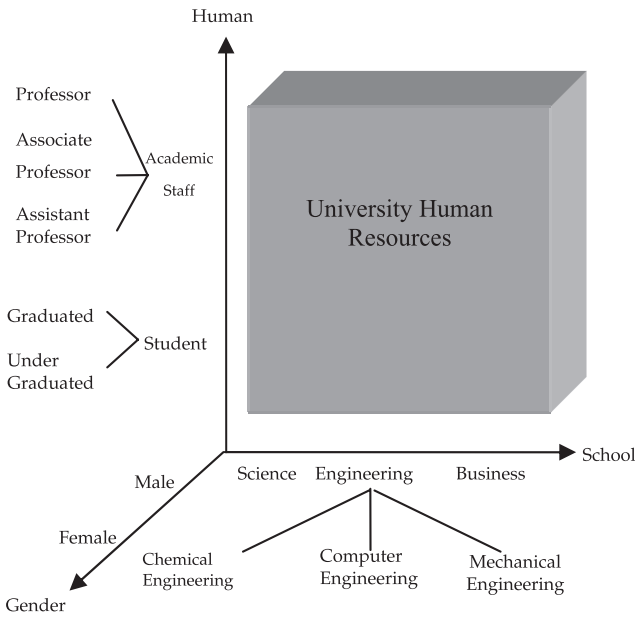 Human
Professor
Associate
Professor
Academic
Staff
Assistant
Professor
University Human
Resources
Graduated
Student
Under
Graduated
School
Science Engineering Business
Male
Female
Chemical
Engineering
Computer
Engineering
Mechanical
Engineering
Gender